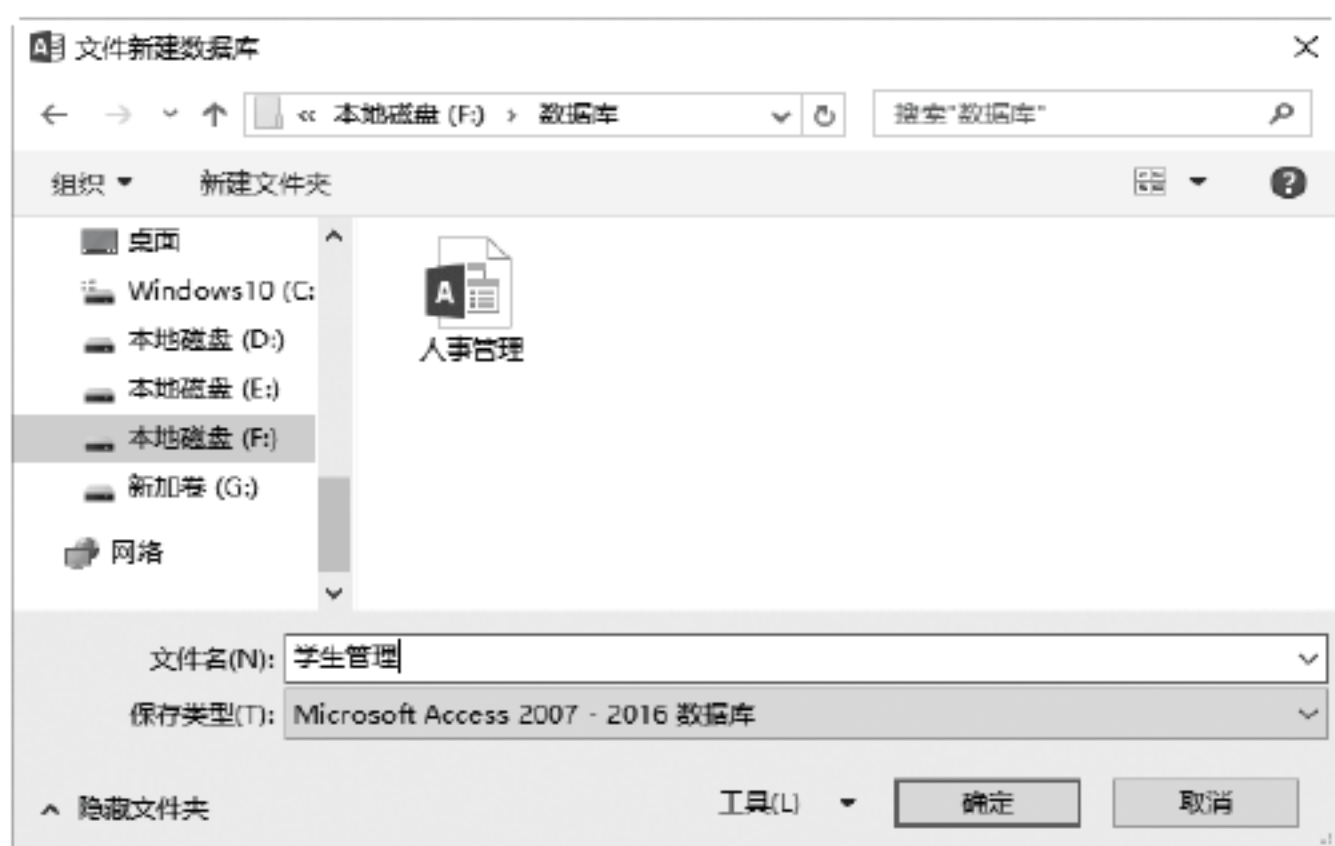 文件新建数据库
« 本地磁盘 (F:) › 数据库
搜索"数据库"
组织
新建文件夹
桌面
Windows10 (C:
本地磁盘 (D:)
本地磁盘 (E:)
本地磁盘 (F:)
新加卷 (G:)
网络
A
人事管理
文件名(N): 学生管理
保存类型(T): Microsoft Access 2007 - 2016 数据库
隐藏文件夹
工具(L)
确定
取消